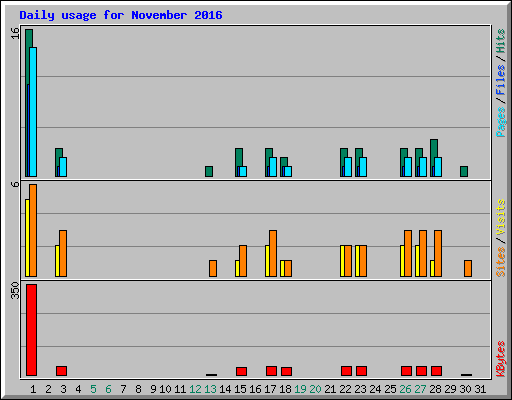 Daily usage for November 2016
16
Pages / Files / Hits
6
Sites / Visits
350
KBytes
1 2 3 4 5 6 7 8 9 10 11 12 13 14 15 16 17 18 19 20 21 22 23 24 25 26 27 28 29 30 31